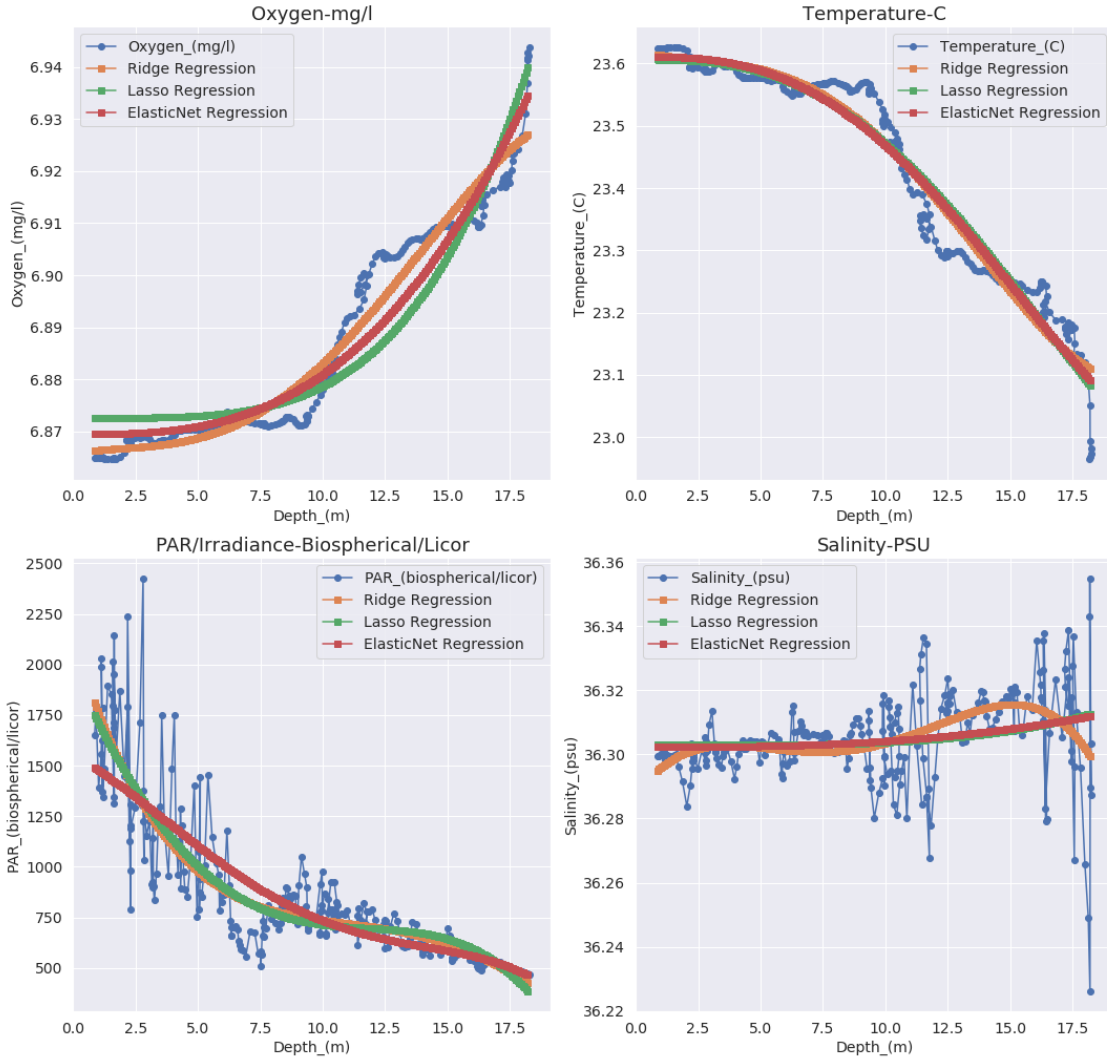 Oxygen-mg/l
Oxygen_(mg/l)
Ridge Regression
Lasso Regression
ElasticNet Regression
6.94
6.93
6.92
6.91
6.90
6.89
6.88
6.87
Oxygen_(mg/l)
0.0 2.5 5.0 7.5 10.0 12.5 15.0 17.5
Depth_(m)
Temperature-C
Temperature_(C)
Ridge Regression
Lasso Regression
ElasticNet Regression
23.6
23.5
23.4
23.3
23.2
23.1
23.0
Temperature_(C)
0.0 2.5 5.0 7.5 10.0 12.5 15.0 17.5
Depth_(m)
PAR/Irradiance-Biospherical/Licor
PAR_(biospherical/licor)
Ridge Regression
Lasso Regression
ElasticNet Regression
2500
2250
2000
1750
1500
1250
1000
750
500
PAR_(biospherical/licor)
0.0 2.5 5.0 7.5 10.0 12.5 15.0 17.5
Depth_(m)
Salinity-PSU
Salinity_(psu)
Ridge Regression
Lasso Regression
ElasticNet Regression
36.36
36.34
36.32
36.30
36.28
36.26
36.24
36.22
Salinity_(psu)
0.0 2.5 5.0 7.5 10.0 12.5 15.0 17.5
Depth_(m)